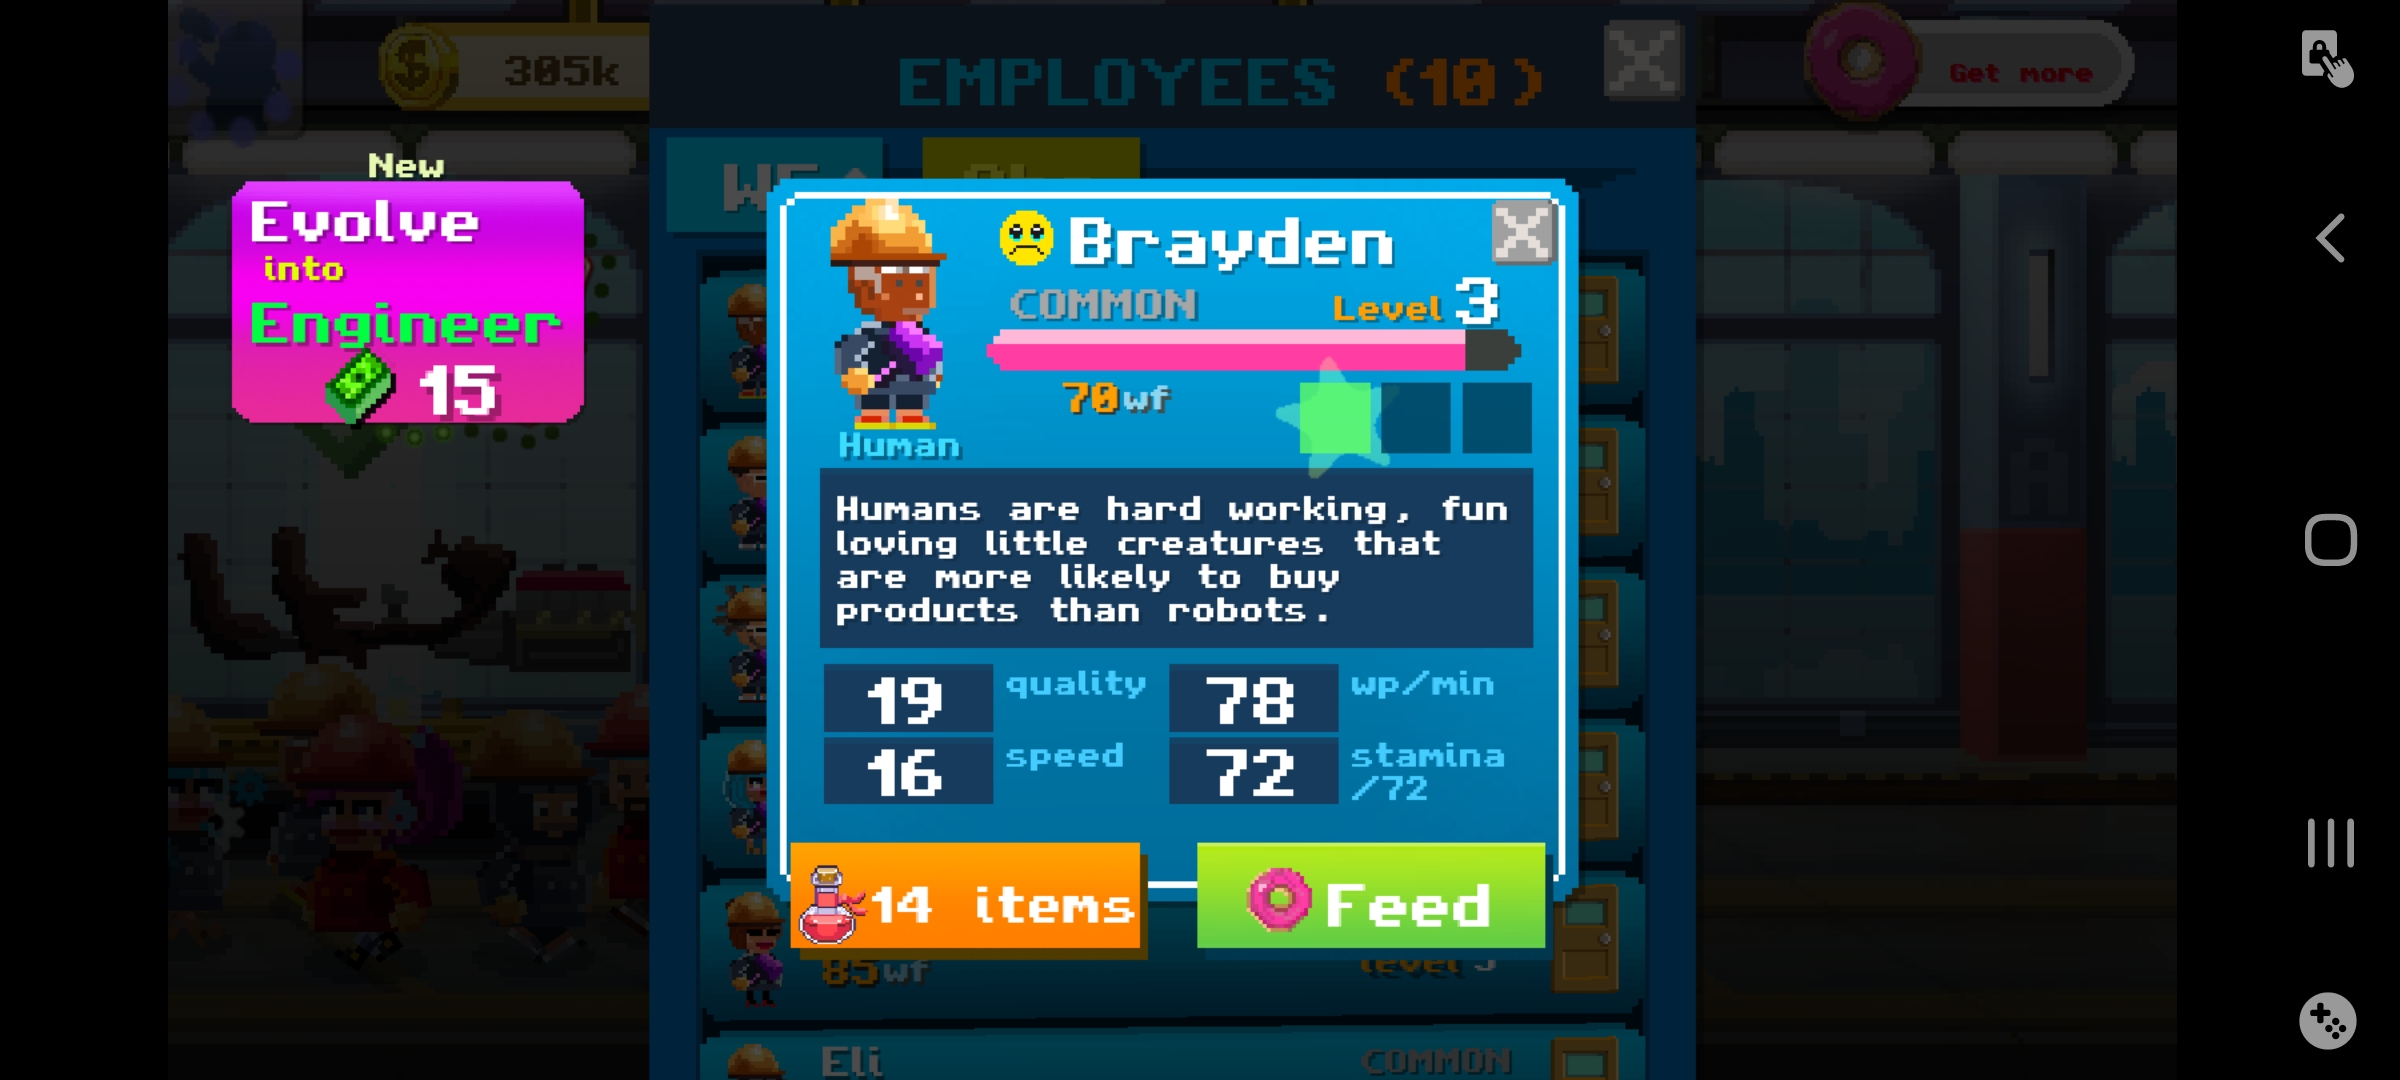 305k
EMPLOYEES (10)
Get more
New
Evolve
into
Engineer
15
Brayden
COMMON
Level 3
70wf
Human
Humans are hard working, fun
loving little creatures that
are more likely to buy
products than robots.
19 quality
78 wp/min
16 speed
72 stamina
/72
14 items
Feed
85wf
Eli
COMMON